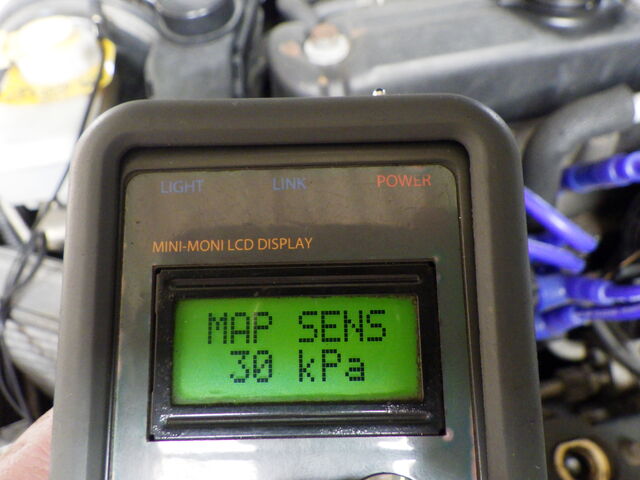 LIGHT LINK POWER
MINI-MONI LCD DISPLAY
MAP SENS
30 kPa